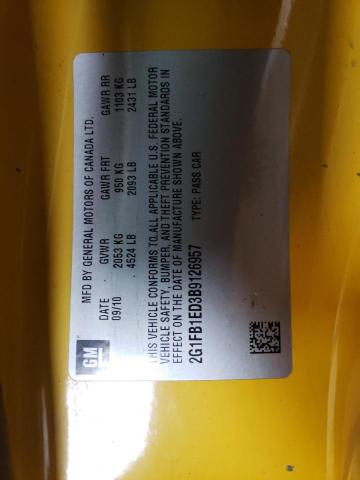 GM
MFD BY GENERAL MOTORS OF CANADA LTD.
DATE GVWR GAWR FRT GAWR RR
09/10 2053 KG 950 KG 1103 KG
4524 LB 2093 LB 2431 LB
THIS VEHICLE CONFORMS TO ALL APPLICABLE U.S. FEDERAL MOTOR
VEHICLE SAFETY, BUMPER, AND THEFT PREVENTION STANDARDS IN
EFFECT ON THE DATE OF MANUFACTURE SHOWN ABOVE.
2G1FB1ED3B9126957 TYPE: PASS CAR